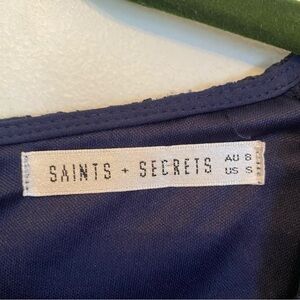 SAINTS + SECRETS
AU 8
US S